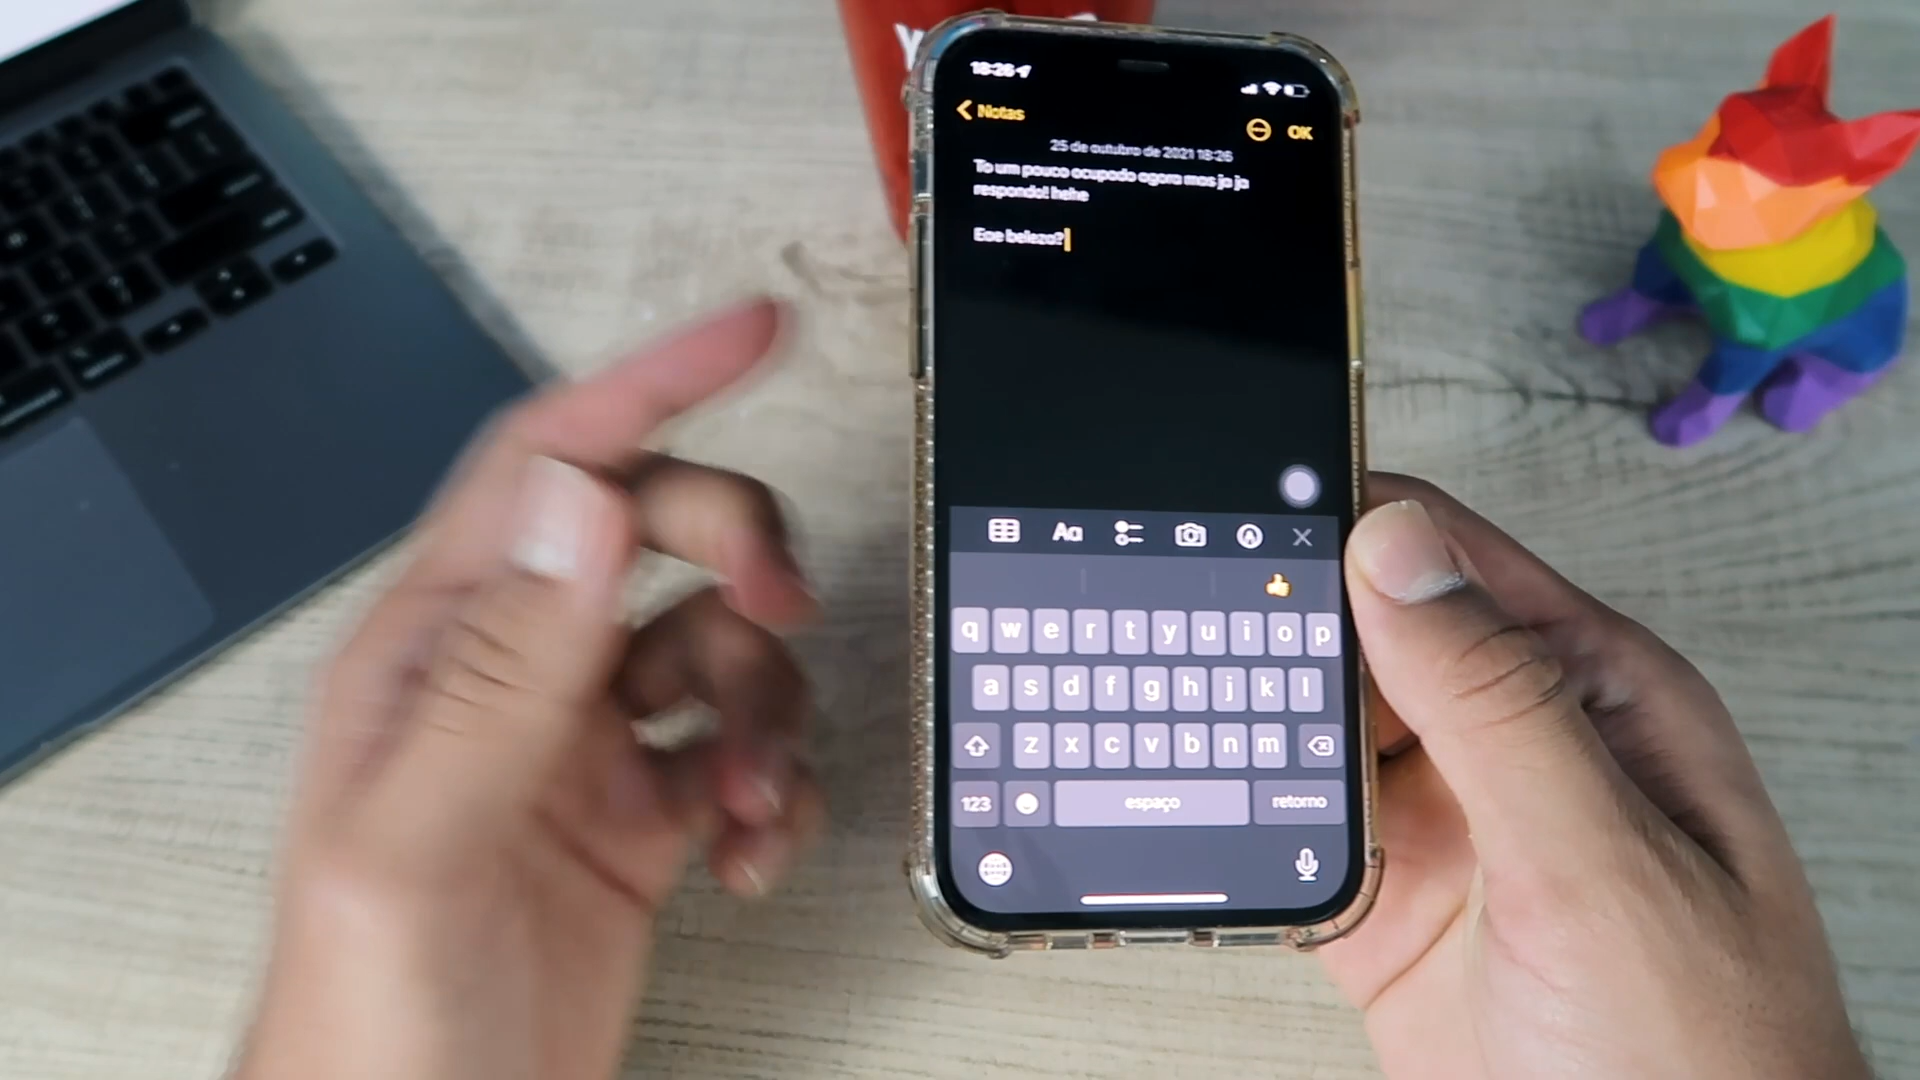 18:26
Notas
OK
25 de outubro de 2021 18:26
To um pouco ocupado agora mas ja ja
respondo! hehe
Eae beleza?
Aa
q w e r t y u i o p
a s d f g h j k l
z x c v b n m
123
espaço
retorno